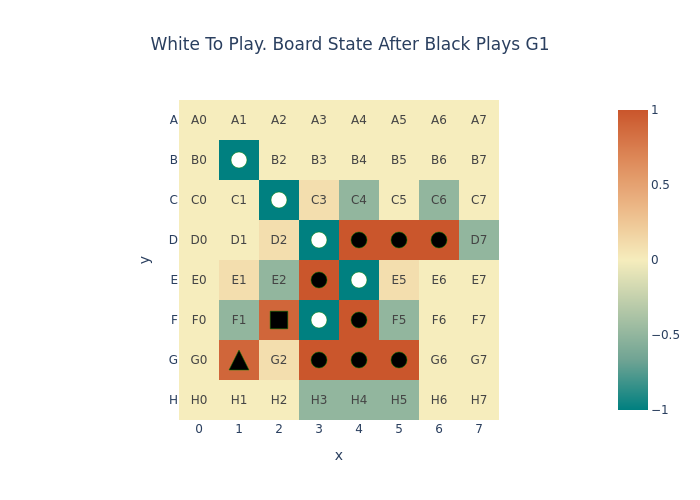 White To Play. Board State After Black Plays G1
A A0 A1 A2 A3 A4 A5 A6 A7
B B0 B2 B3 B4 B5 B6 B7
C C0 C1 C3 C4 C5 C6 C7
D D0 D1 D2 D7
E E0 E1 E2 E5 E6 E7
F F0 F1 F5 F6 F7
G G0 G2 G6 G7
H H0 H1 H2 H3 H4 H5 H6 H7
0 1 2 3 4 5 6 7
x
y
1
0.5
0
−0.5
−1